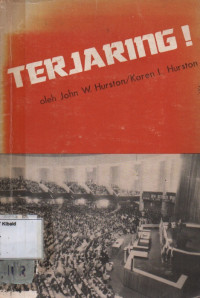 TERJARING!
oleh John W. Hurston/Karen L. Hurston